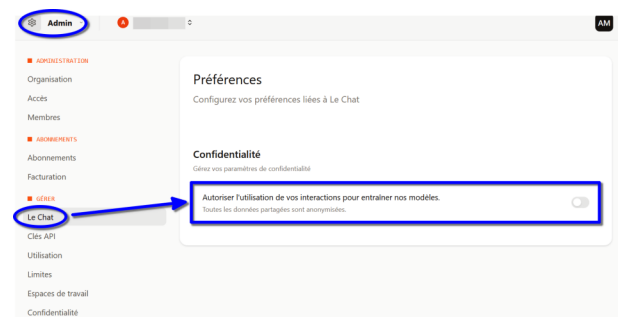 Admin
A
AM
ADMINISTRATION
Organisation
Accès
Membres
ABONNEMENTS
Abonnements
Facturation
GÉRER
Le Chat
Clés API
Utilisation
Limites
Espaces de travail
Confidentialité
Préférences
Configurez vos préférences liées à Le Chat
Confidentialité
Gérez vos paramètres de confidentialité
Autoriser l'utilisation de vos interactions pour entraîner nos modèles.
Toutes les données partagées sont anonymisées.